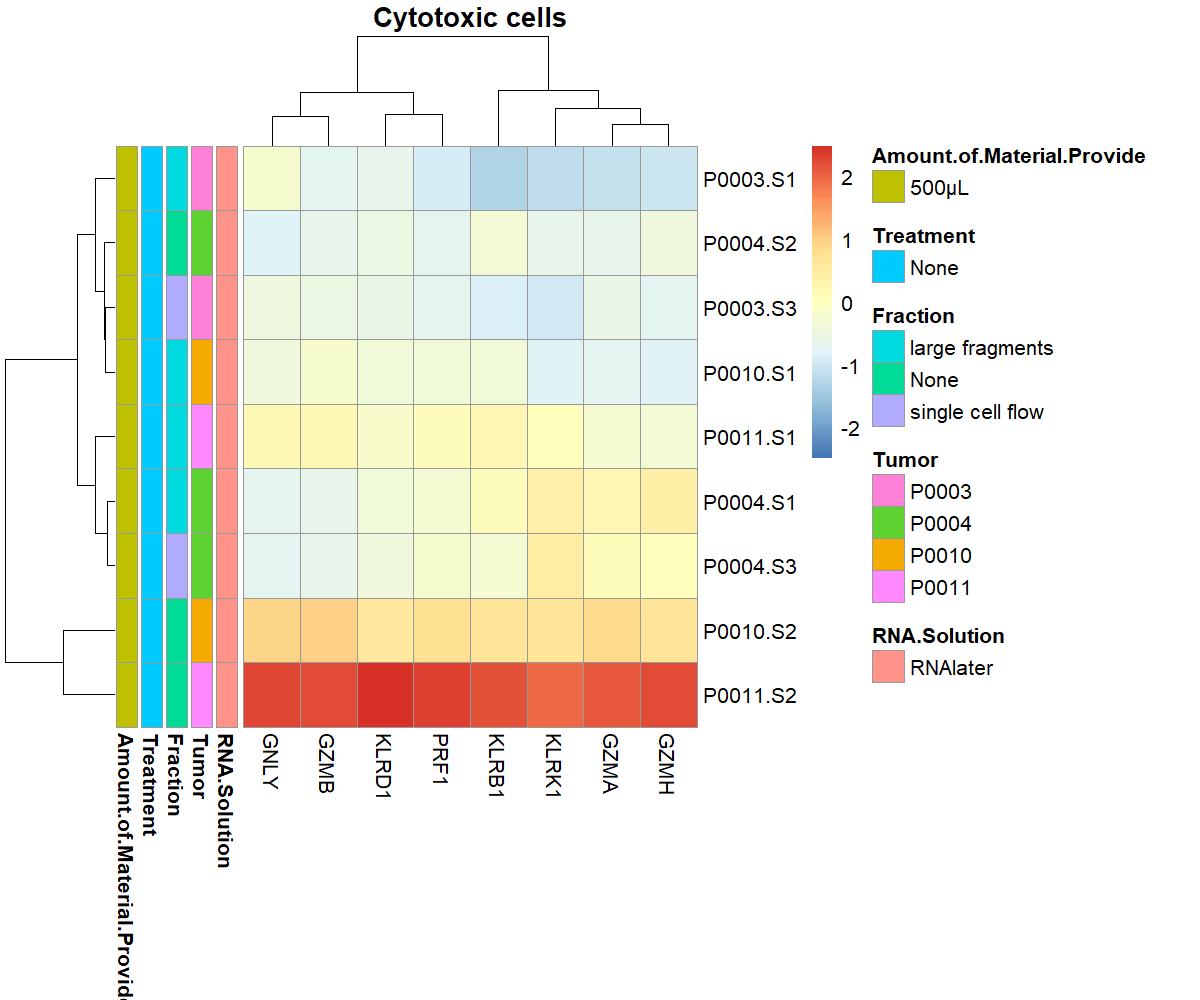 Cytotoxic cells
P0003.S1
P0004.S2
P0003.S3
P0010.S1
P0011.S1
P0004.S1
P0004.S3
P0010.S2
P0011.S2
GNLY
GZMB
KLRD1
PRF1
KLRB1
KLRK1
GZMA
GZMH
Amount.of.Material.Provide
Treatment
Fraction
Tumor
RNA.Solution
2
1
0
-1
-2
Amount.of.Material.Provide
500µL
Treatment
None
Fraction
large fragments
None
single cell flow
Tumor
P0003
P0004
P0010
P0011
RNA.Solution
RNAlater